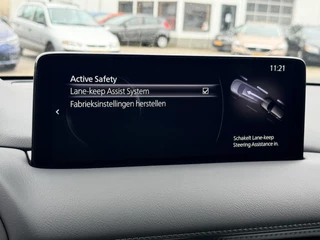 11:21
Active Safety
Lane-keep Assist System
Fabrieksinstellingen herstellen
Schakelt Lane-keep
Steering Assistance in.